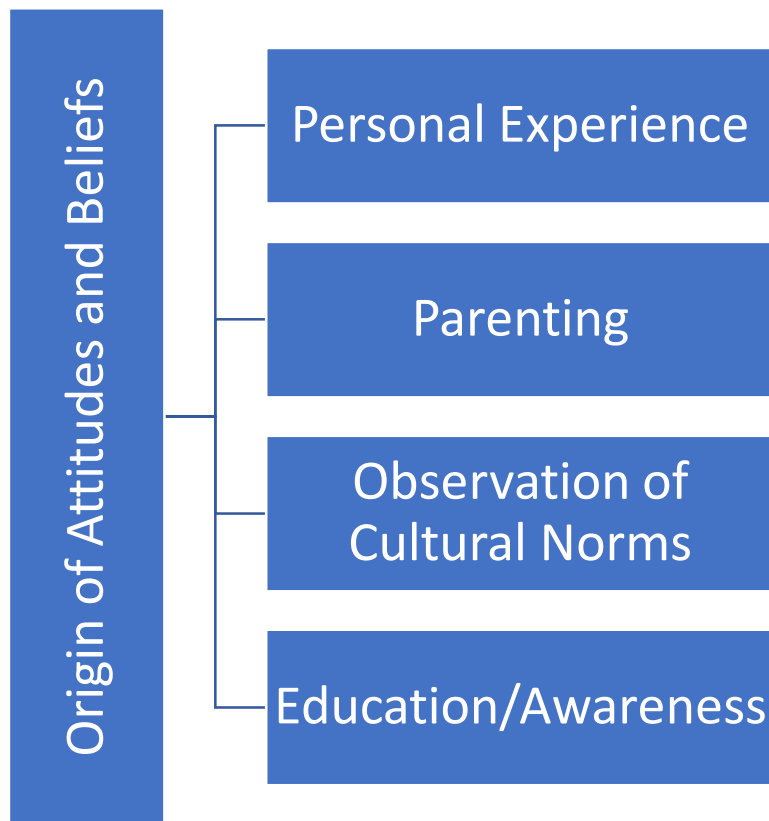 Origin of Attitudes and Beliefs
Personal Experience
Parenting
Observation of
Cultural Norms
Education/Awareness